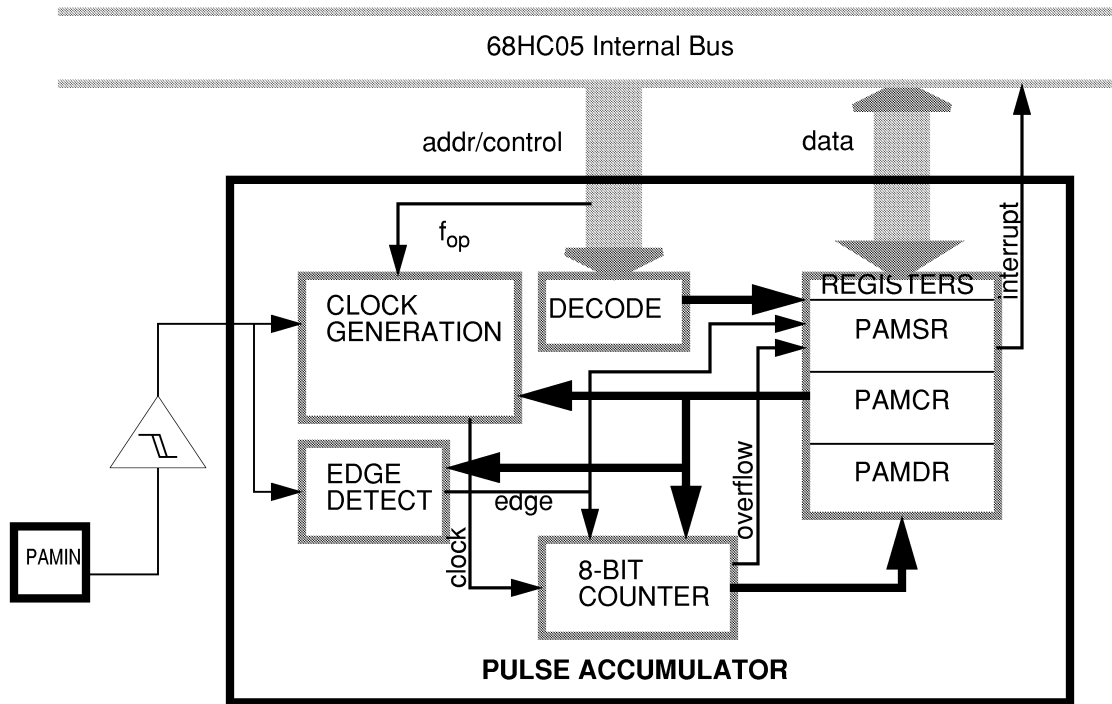 68HC05 Internal Bus
addr/control
data
interrupt
fop
REGISTERS
CLOCK
GENERATION
DECODE
PAMSR
PAMCR
PAMDR
EDGE
DETECT
edge
clock
overflow
PAMIN
8-BIT
COUNTER
PULSE ACCUMULATOR